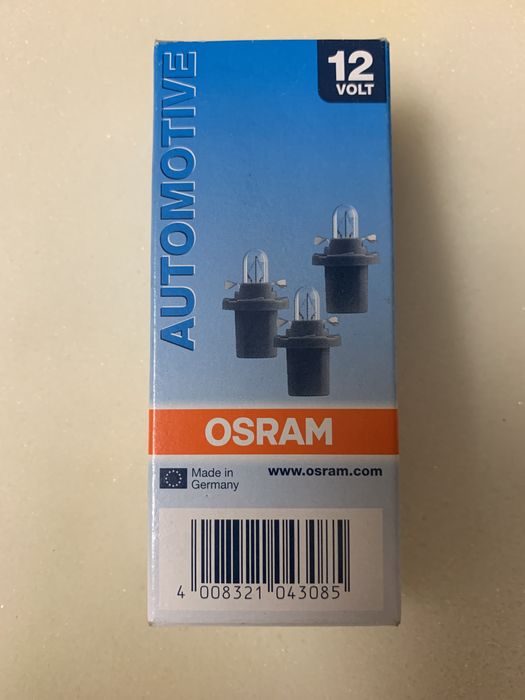 12
VOLT
AUTOMOTIVE
OSRAM
Made in
Germany
www.osram.com
4 008321 043085